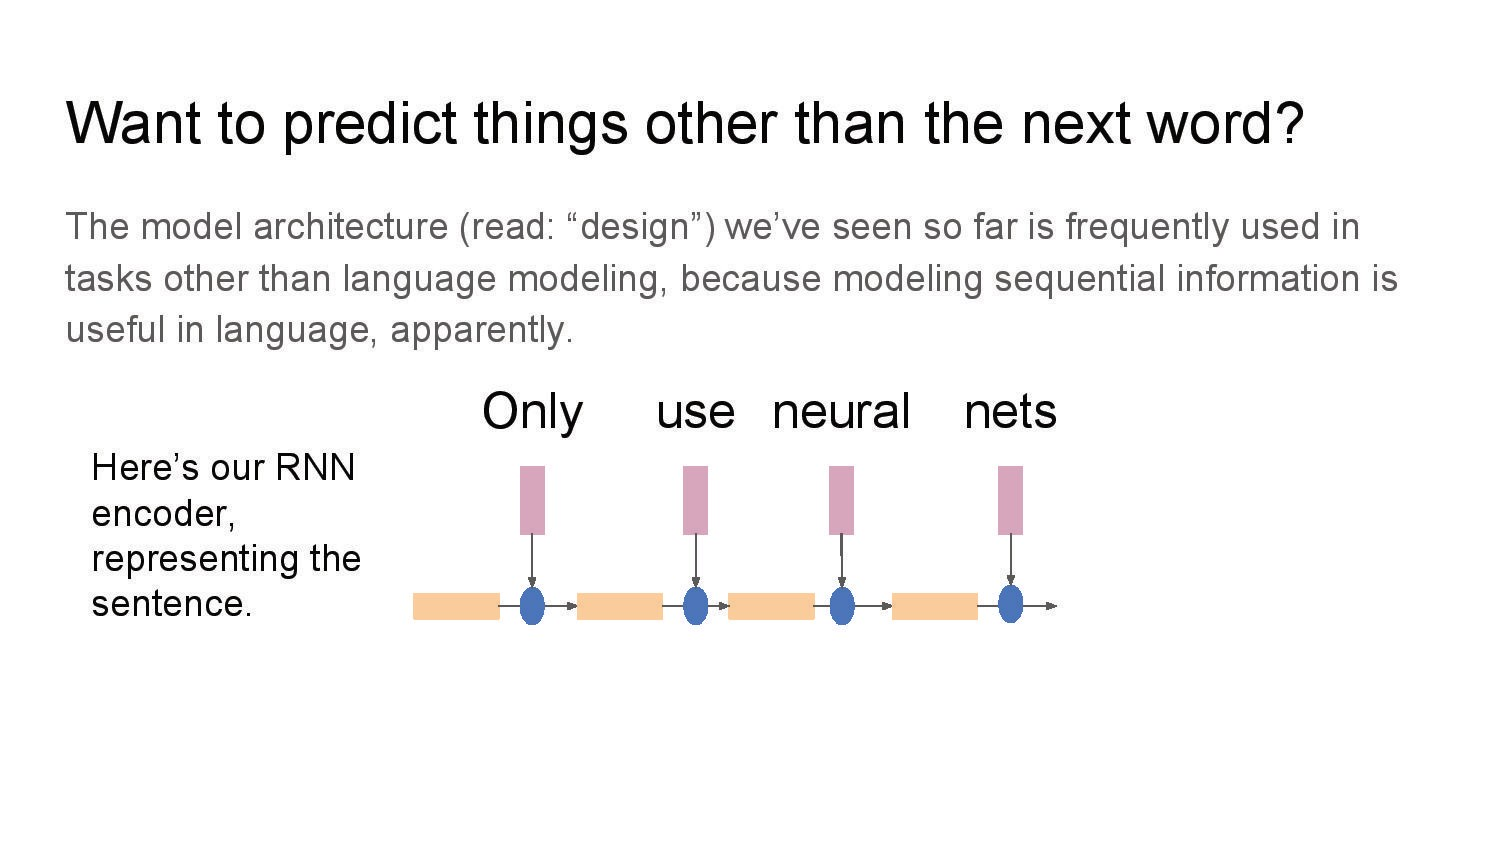 Want to predict things other than the next word?
The model architecture (read: “design”) we’ve seen so far is frequently used in
tasks other than language modeling, because modeling sequential information is
useful in language, apparently.
Only use neural nets
Here’s our RNN
encoder,
representing the
sentence.